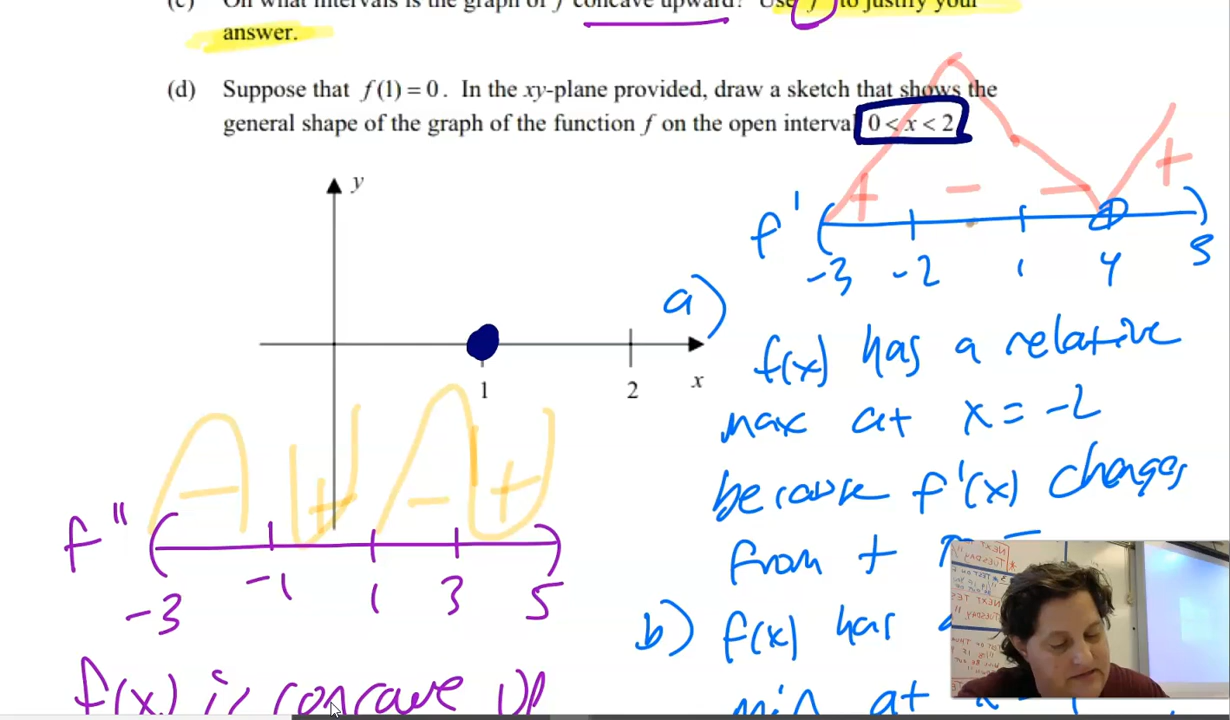 (c) On what intervals is the graph of f concave upward? Use f' to justify your
answer.
(d) Suppose that f(1) = 0. In the xy-plane provided, draw a sketch that shows the
general shape of the graph of the function f on the open interval 0 < x < 2
y
1
2
x
+ − − +
f'
-3 -2 1 4 5
a)
f(x) has a relative
max at x = -2
because f'(x) changes
from +
− + − +
f"
-3 -1 1 3 5
b) f(x) has
min at
f(x) is concave up